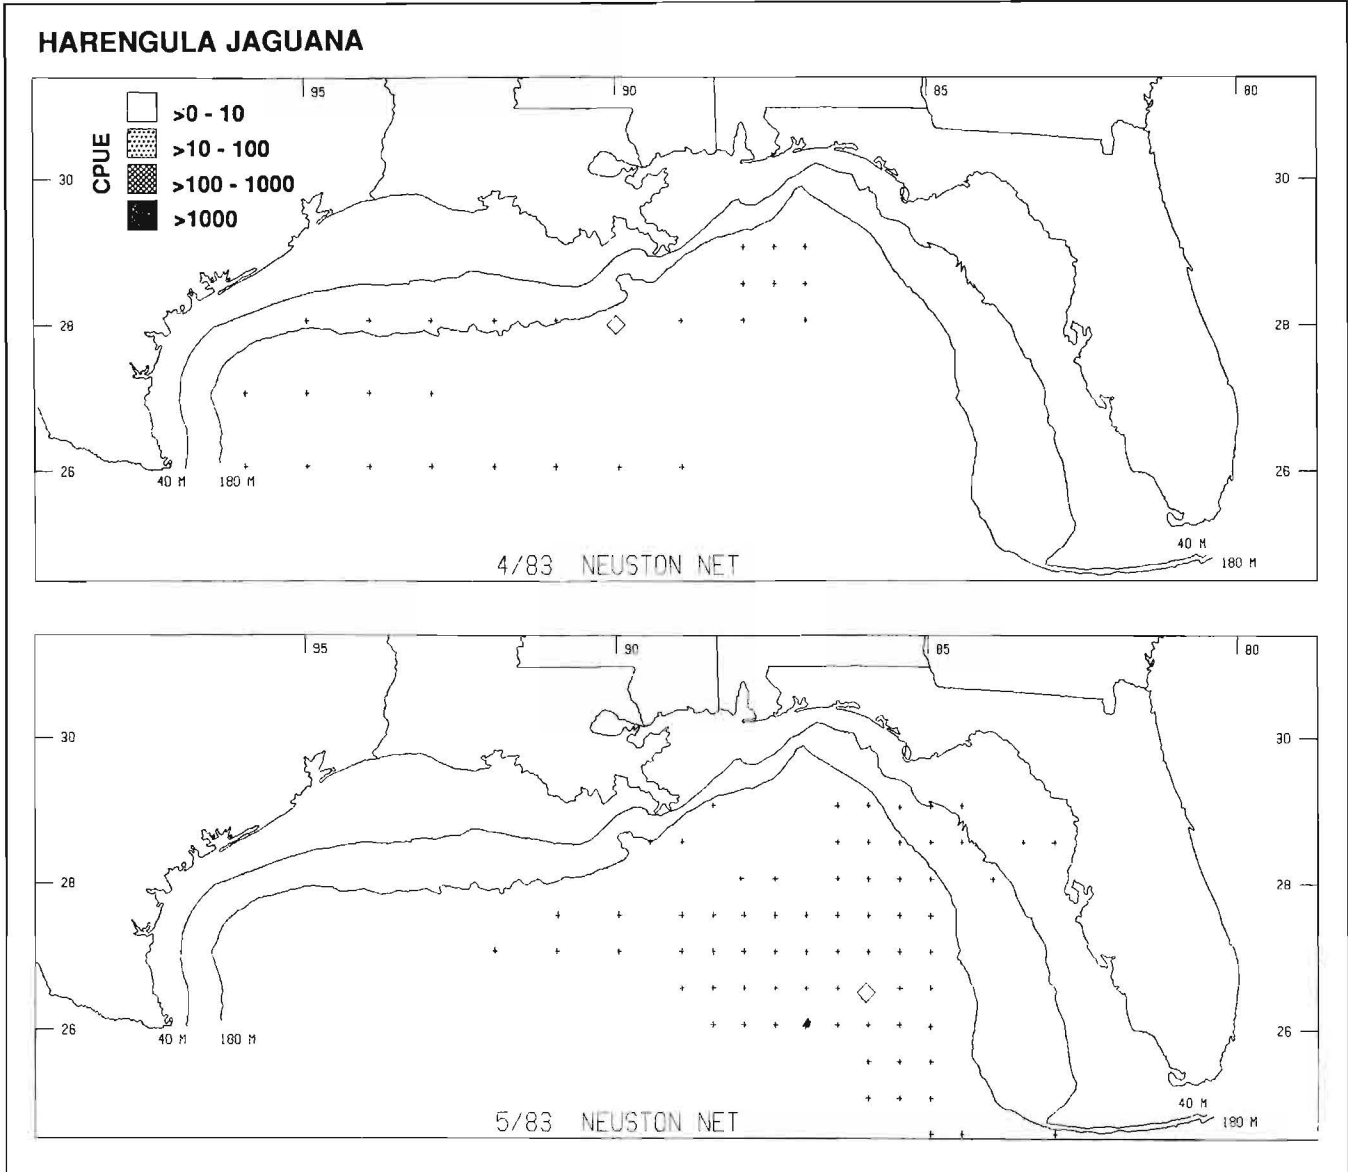 HARENGULA JAGUANA
95 90 85 80
CPUE
>0 - 10
>10 - 100
>100 - 1000
>1000
30 30
28 28
26 26
40 M 180 M
40 M
180 M
4/83 NEUSTON NET
95 90 85 80
30 30
28 28
26 26
40 M 180 M
40 M
180 M
5/83 NEUSTON NET